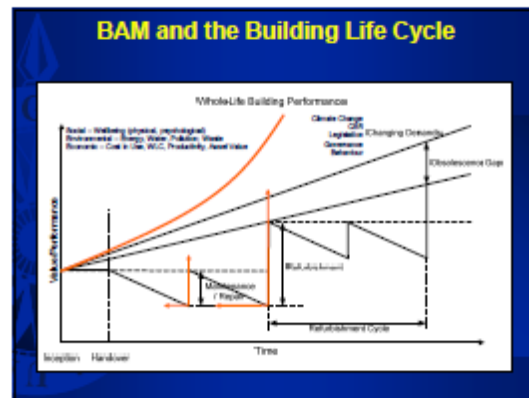 BAM and the Building Life Cycle
Whole-Life Building Performance
Social – Wellbeing (physical, psychological)
Environmental – Energy, Water, Pollution, Waste
Economic – Cost in Use, WLC, Productivity, Asset Value
Climate Change
CSR
Legislation
Governance
Behaviour
Changing Demands
Obsolescence Gap
Value/Performance
Maintenance
/ Repair
Refurbishment
Refurbishment Cycle
Time
Inception
Handover